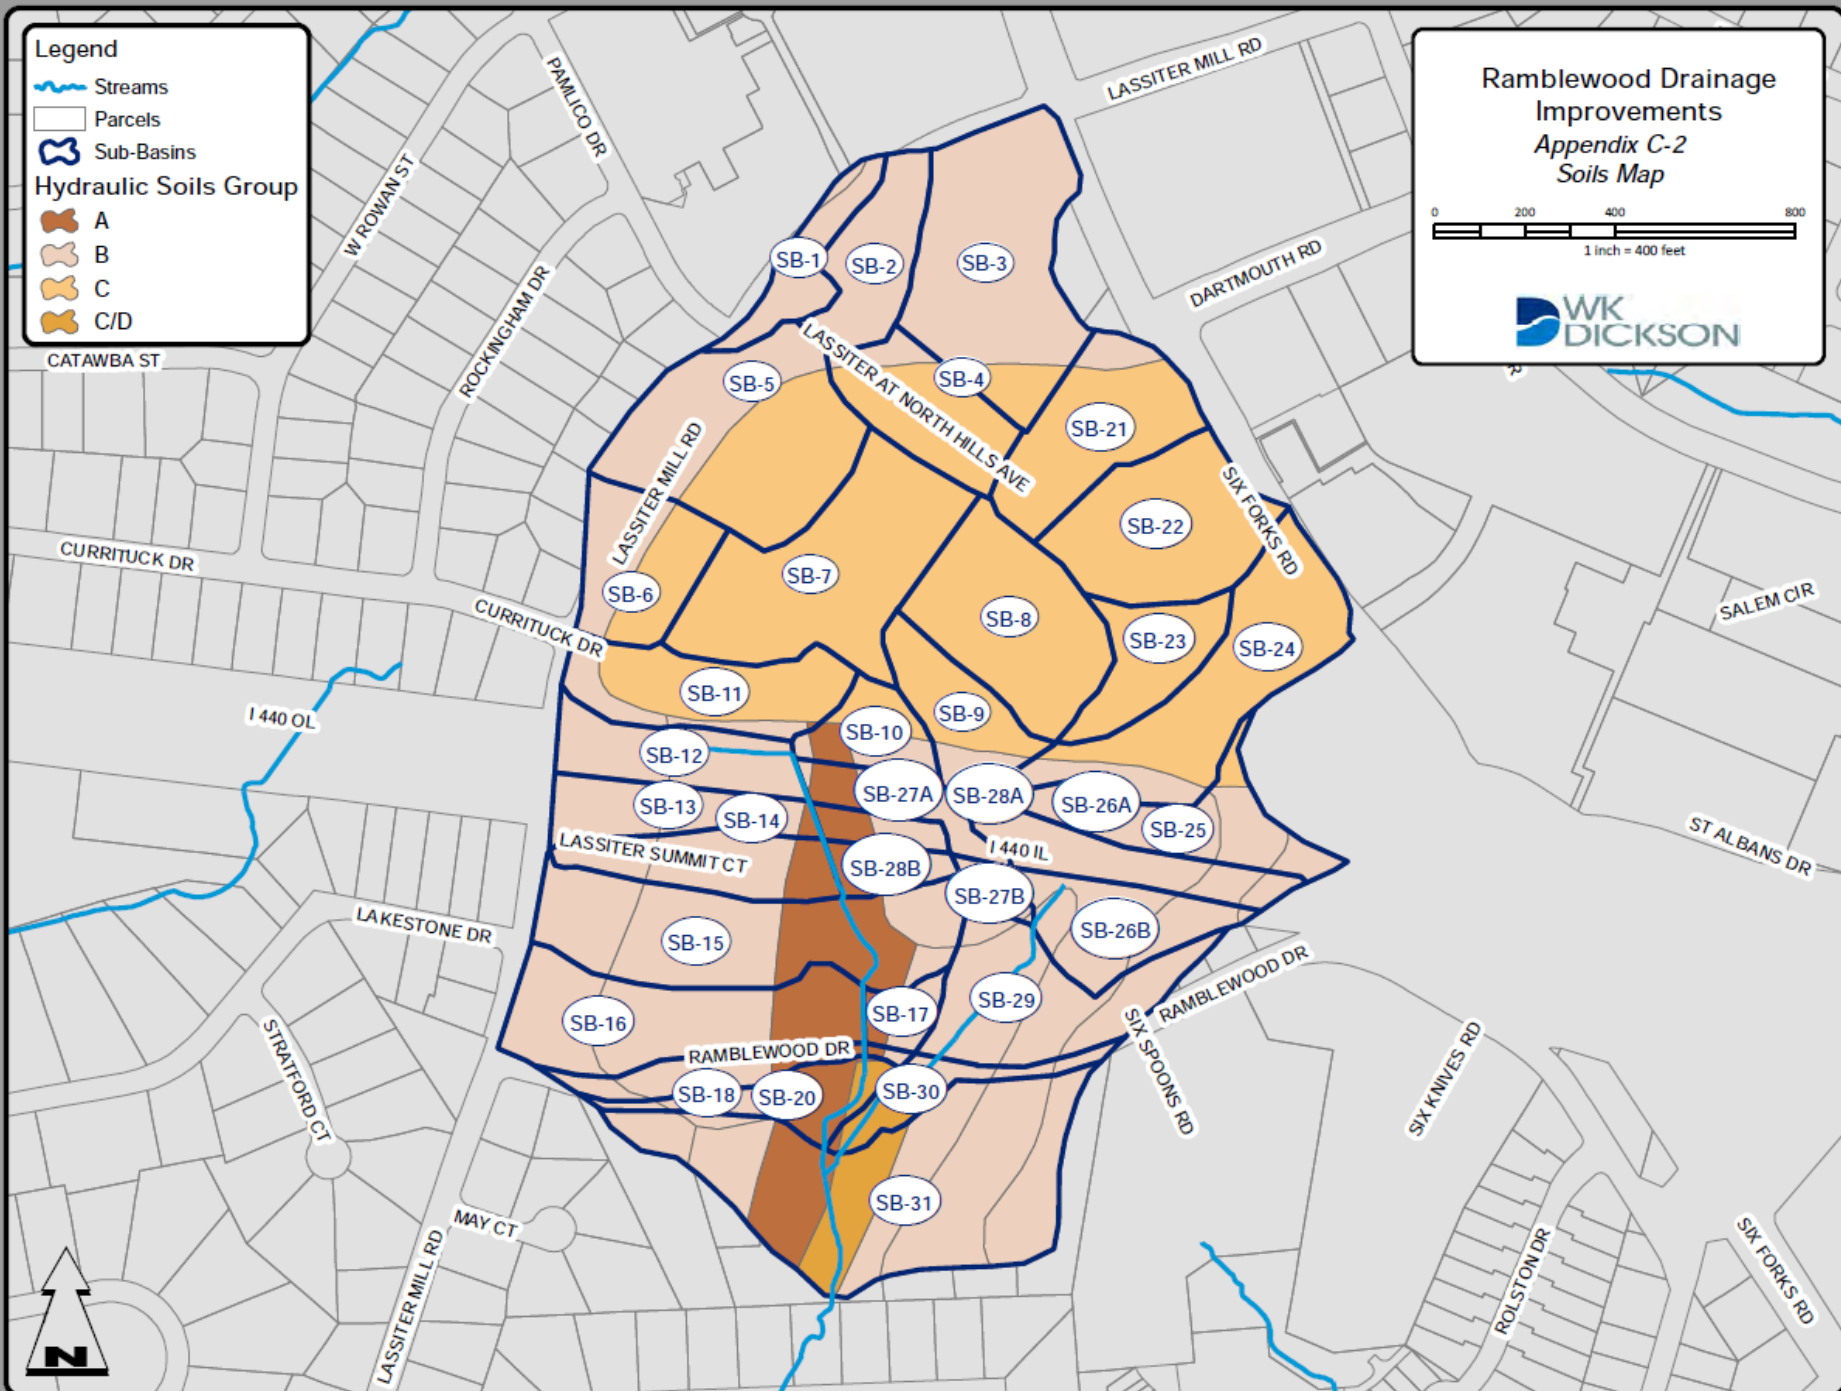 Legend
Streams
Parcels
Sub-Basins
Hydraulic Soils Group
A
B
C
C/D
Ramblewood Drainage
Improvements
Appendix C-2
Soils Map
0 200 400 800
1 inch = 400 feet
WK
DICKSON
LASSITER MILL RD
PAMLICO DR
W ROWAN ST
DARTMOUTH RD
ROCKINGHAM DR
CATAWBA ST
SB-1
SB-2
SB-3
LASSITER AT NORTH HILLS AVE
SB-4
SB-5
SB-21
R
LASSITER MILL RD
SIX FORKS RD
SB-22
CURRITUCK DR
SB-7
SB-6
CURRITUCK DR
SB-8
SB-23
SB-24
SALEM CIR
SB-11
I 440 OL
SB-9
SB-10
SB-12
SB-27A
SB-28A
SB-26A
SB-13
SB-14
SB-25
LASSITER SUMMIT CT
I 440 IL
ST ALBANS DR
SB-28B
SB-27B
LAKESTONE DR
SB-15
SB-26B
RAMBLEWOOD DR
SB-29
SB-17
SB-16
STRATFORD CT
RAMBLEWOOD DR
SIX SPOONS RD
SIX KNIVES RD
SB-18
SB-20
SB-30
SB-31
MAY CT
LASSITER MILL RD
ROLSTON DR
SIX FORKS RD
N